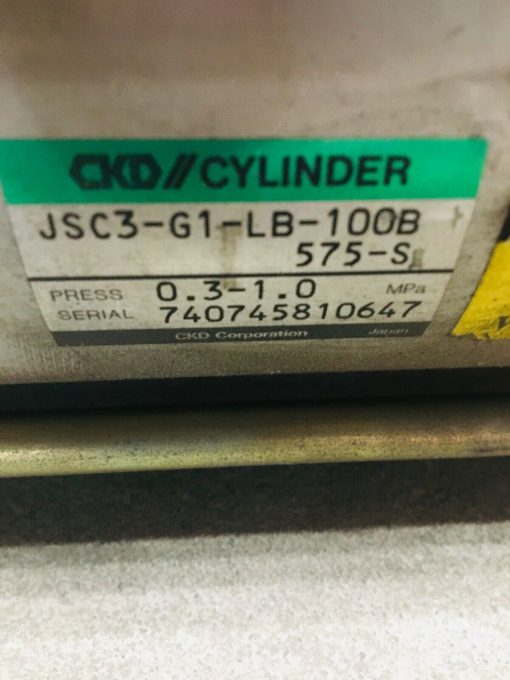 CKD//CYLINDER
JSC3-G1-LB-100B
575-S
PRESS 0.3-1.0 MPa
SERIAL 740745810647
CKD Corporation Japan